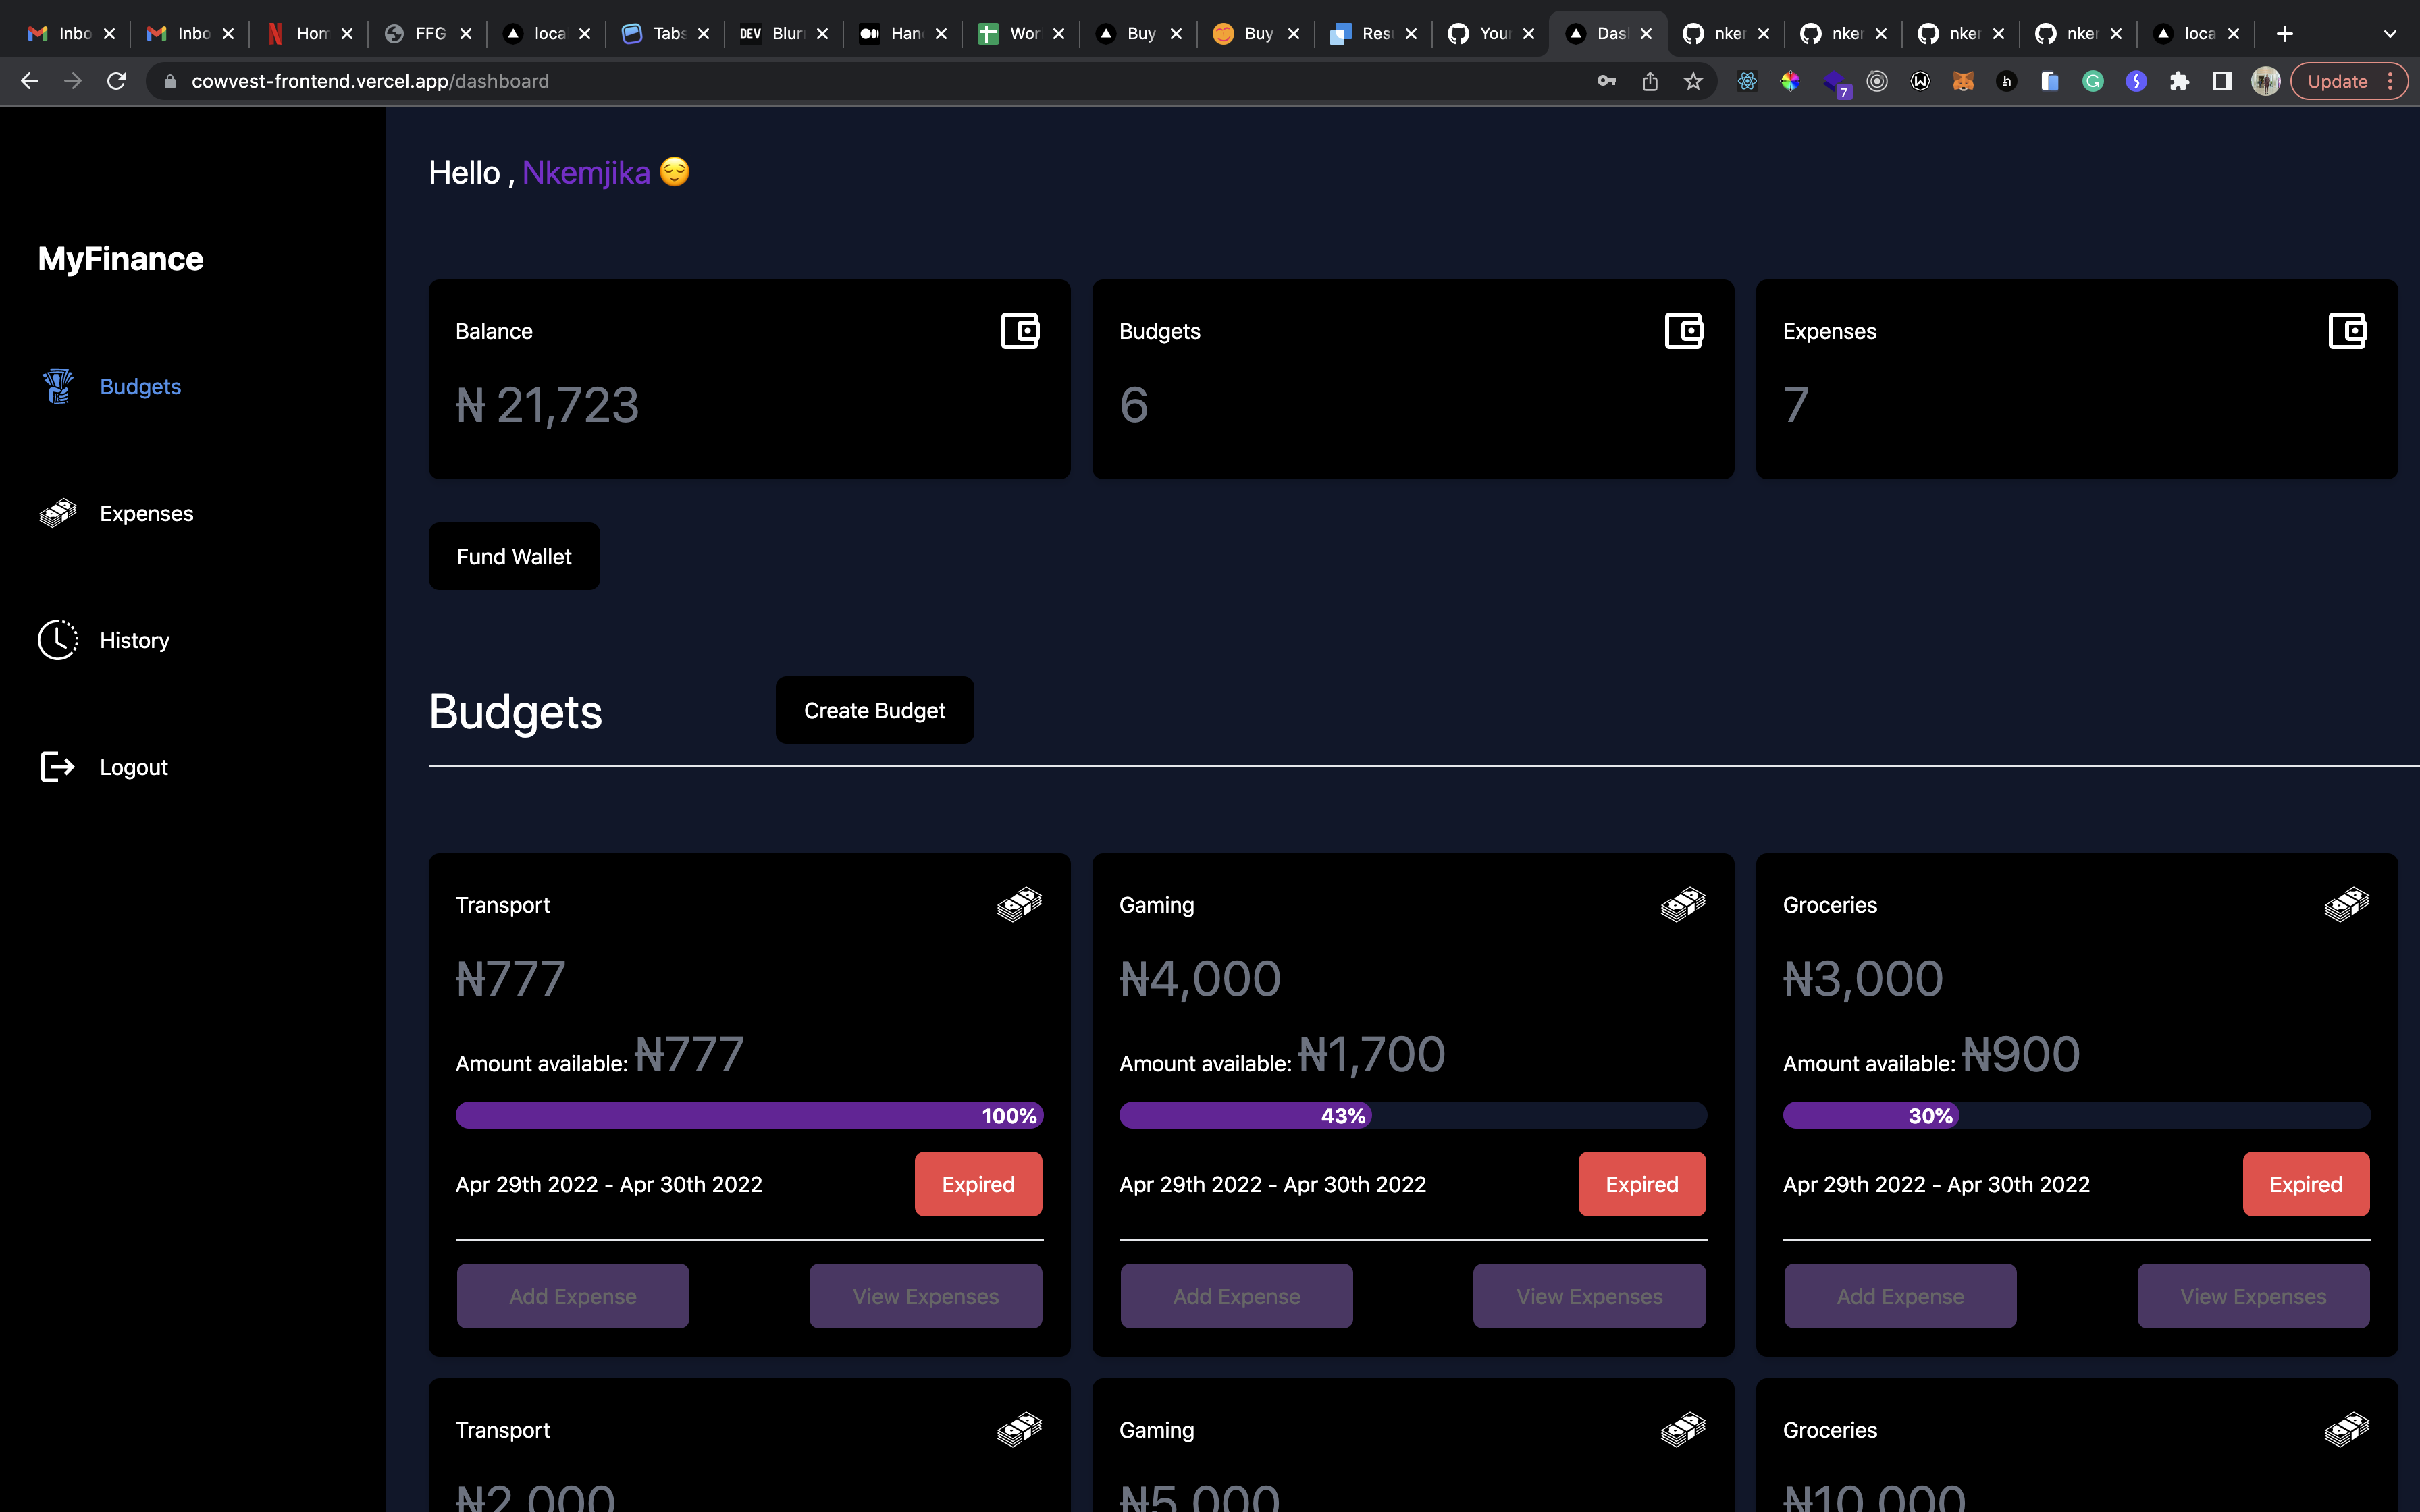 Inbo
Inbo
Hom
FFG
loca
Tabs
DEV Blur
Han
Wor
Buy
Buy
Res
You
Das
nker
nker
nker
nker
loca
cowvest-frontend.vercel.app/dashboard
7
Update
Hello , Nkemjika
MyFinance
Budgets
Expenses
History
Logout
Balance
₦ 21,723
Budgets
6
Expenses
7
Fund Wallet
Budgets
Create Budget
Transport
₦777
Amount available: ₦777
100%
Apr 29th 2022 - Apr 30th 2022
Expired
Add Expense
View Expenses
Gaming
₦4,000
Amount available: ₦1,700
43%
Apr 29th 2022 - Apr 30th 2022
Expired
Add Expense
View Expenses
Groceries
₦3,000
Amount available: ₦900
30%
Apr 29th 2022 - Apr 30th 2022
Expired
Add Expense
View Expenses
Transport
₦2,000
Gaming
₦5,000
Groceries
₦10,000